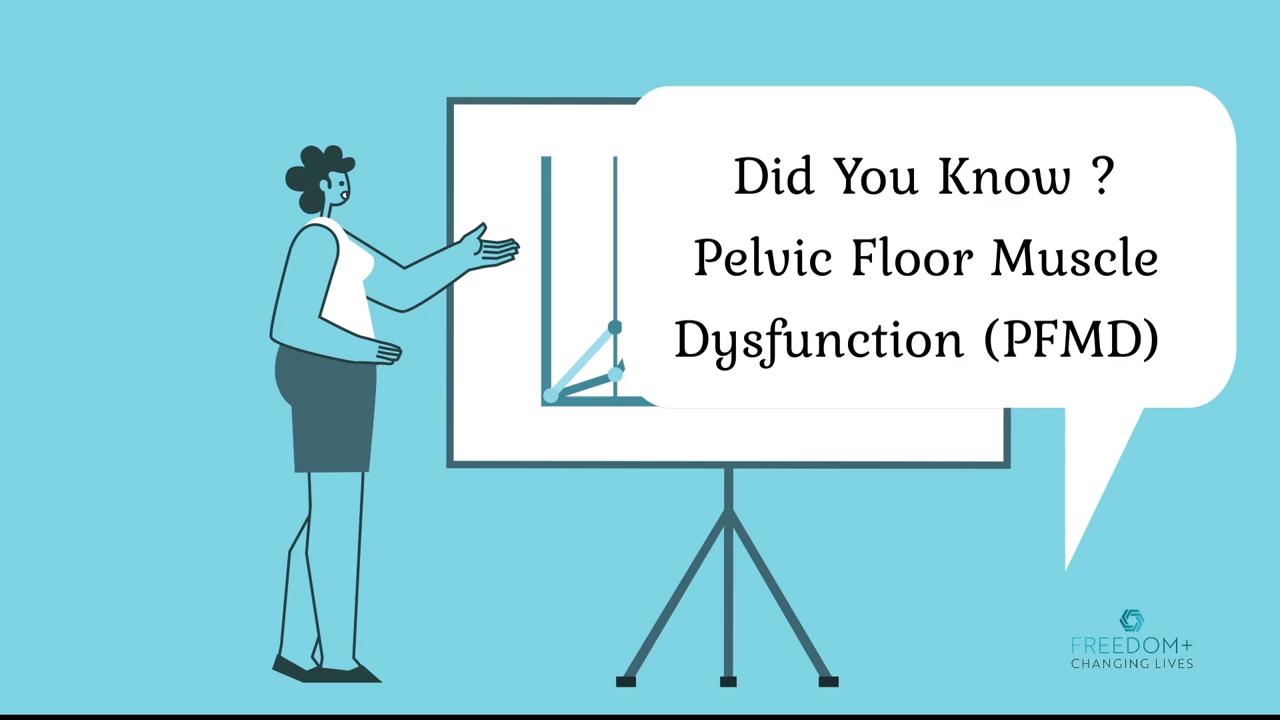 Did You Know ?
Pelvic Floor Muscle
Dysfunction (PFMD)
FREEDOM+
CHANGING LIVES